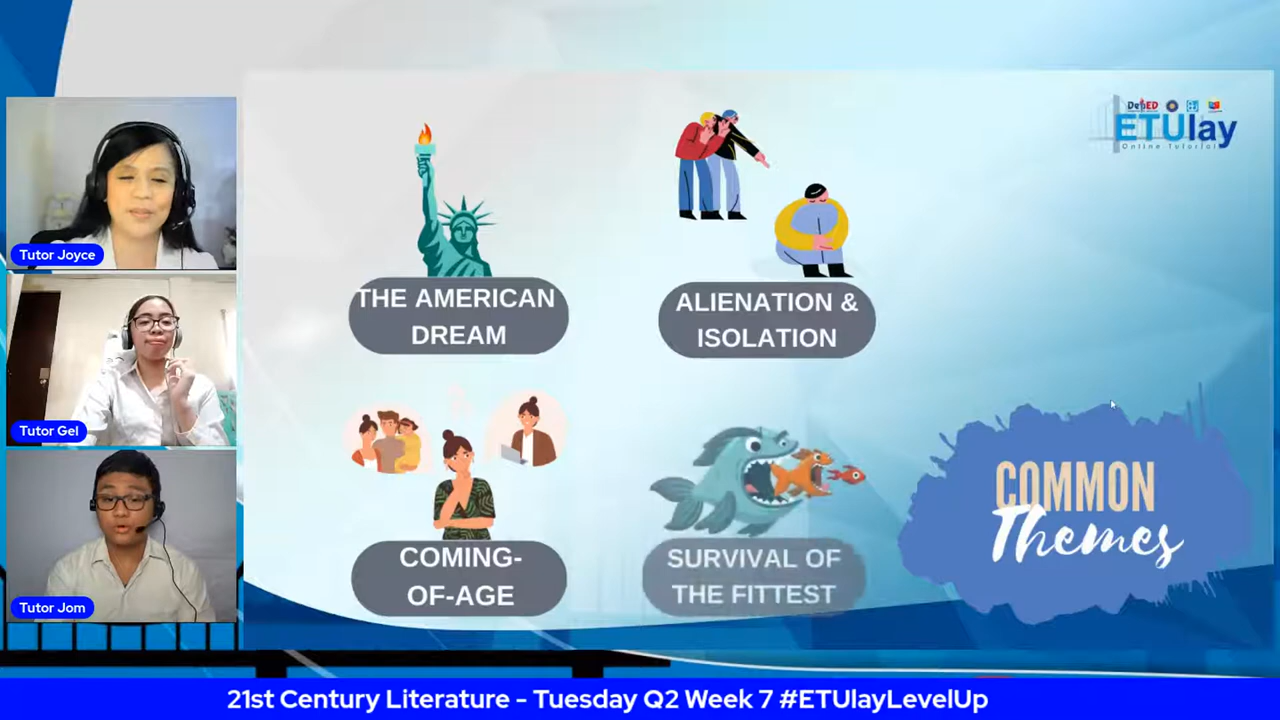 DepED
ETUlay
Online Tutorial
THE AMERICAN
DREAM
ALIENATION &
ISOLATION
COMING-
OF-AGE
SURVIVAL OF
THE FITTEST
COMMON
Themes
Tutor Joyce
Tutor Gel
Tutor Jom
21st Century Literature - Tuesday Q2 Week 7 #ETUlayLevelUp